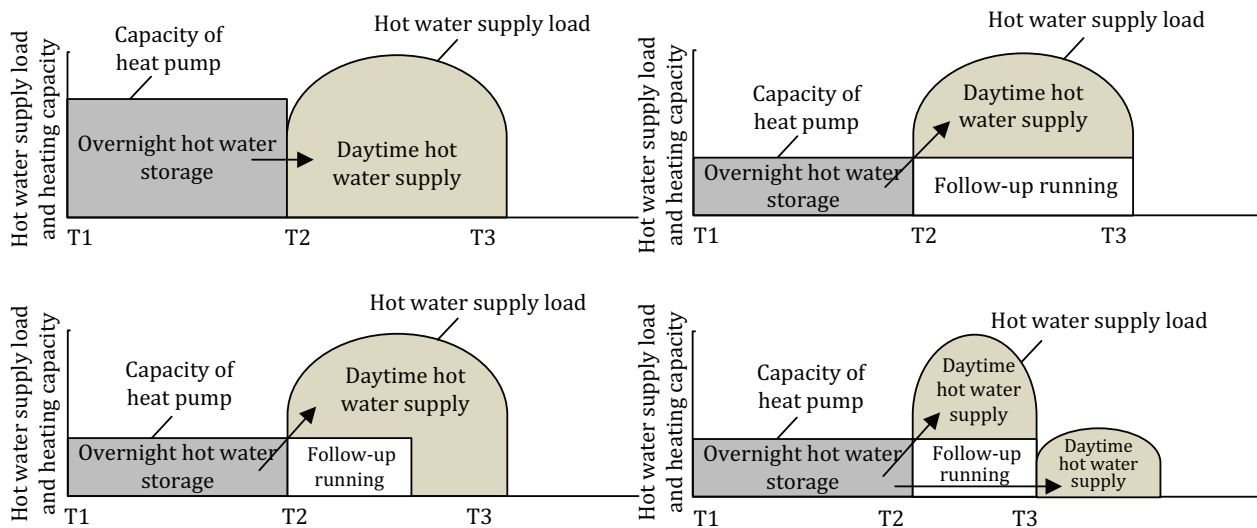 Hot water supply load
and heating capacity
Capacity of
heat pump
Hot water supply load
Overnight hot water
storage
Daytime hot
water supply
T1
T2
T3
Hot water supply load
and heating capacity
Capacity of
heat pump
Hot water supply load
Daytime hot
water supply
Overnight hot water
storage
Follow-up running
T1
T2
T3
Hot water supply load
and heating capacity
Capacity of
heat pump
Hot water supply load
Daytime hot
water supply
Overnight hot water
storage
Follow-up
running
T1
T2
T3
Hot water supply load
and heating capacity
Capacity of
heat pump
Hot water supply load
Daytime
hot water
supply
Overnight hot water
storage
Follow-up
running
Daytime
hot water
supply
T1
T2
T3